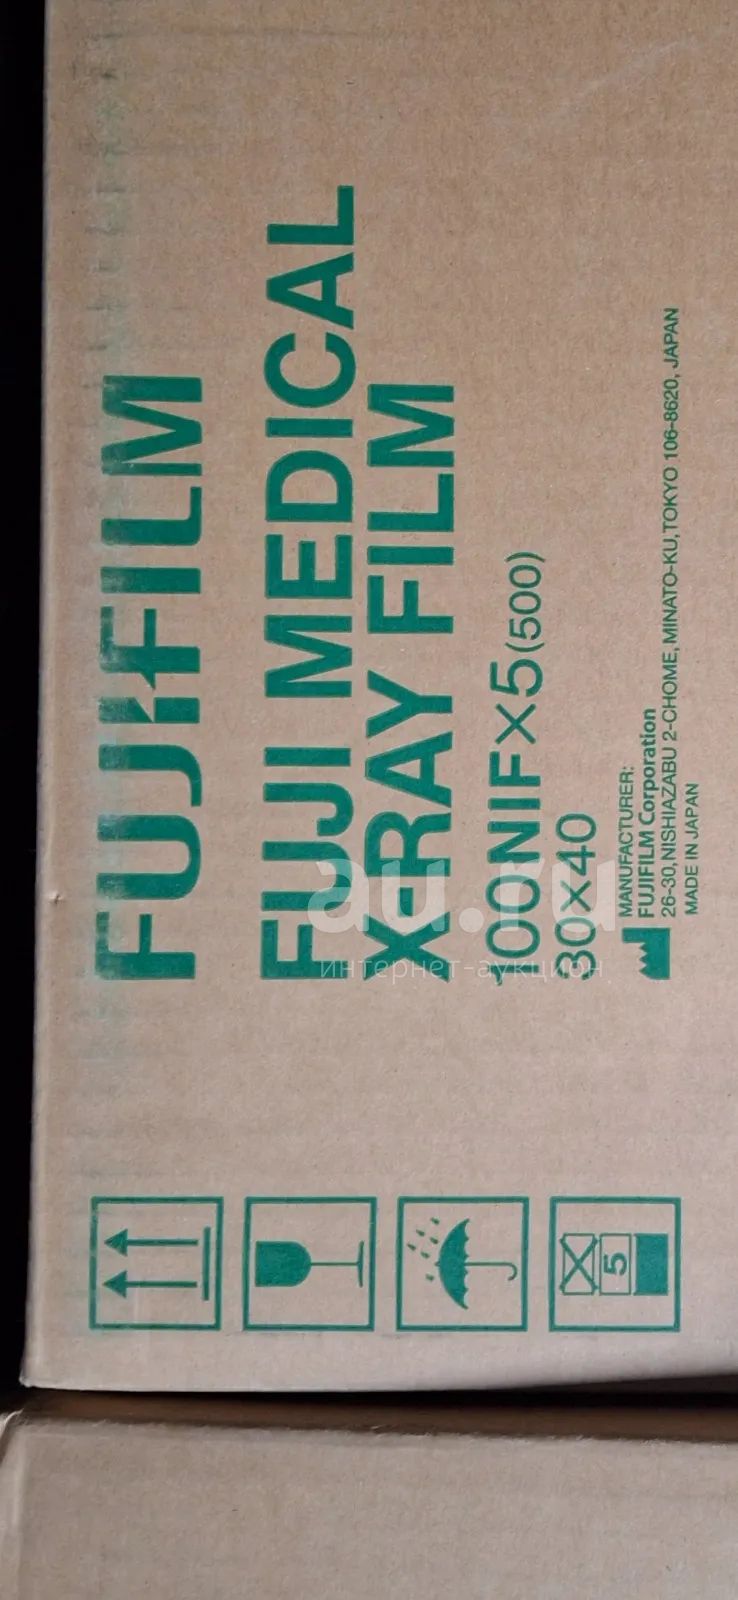 FUJIFILM
FUJI MEDICAL
X-RAY FILM
100NIF×5(500)
30×40
MANUFACTURER:
FUJIFILM Corporation
26-30, NISHIAZABU 2-CHOME, MINATO-KU, TOKYO 106-8620, JAPAN
MADE IN JAPAN
5
au.ru
интернет-аукцион